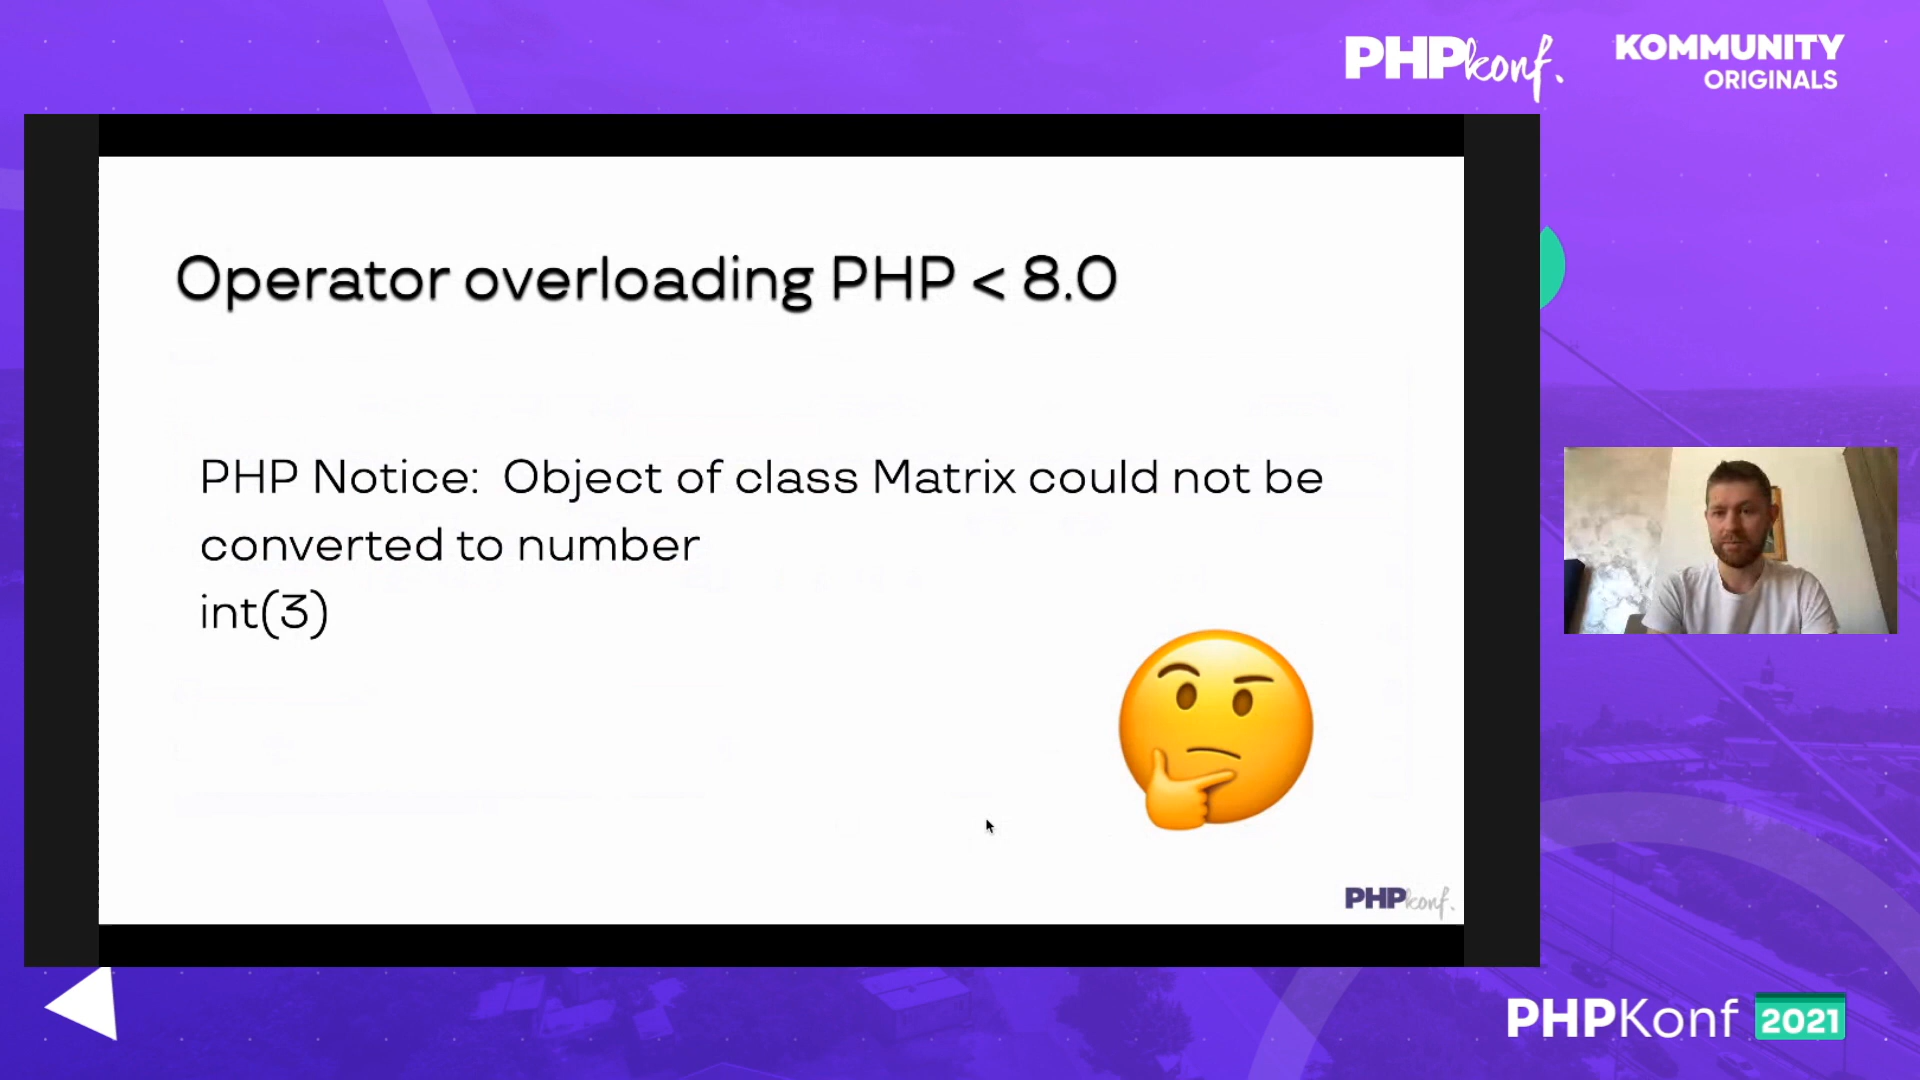 PHPkonf.
KOMMUNITY
ORIGINALS
Operator overloading PHP < 8.0
PHP Notice:  Object of class Matrix could not be
converted to number
int(3)
PHPkonf.
PHPKonf 2021